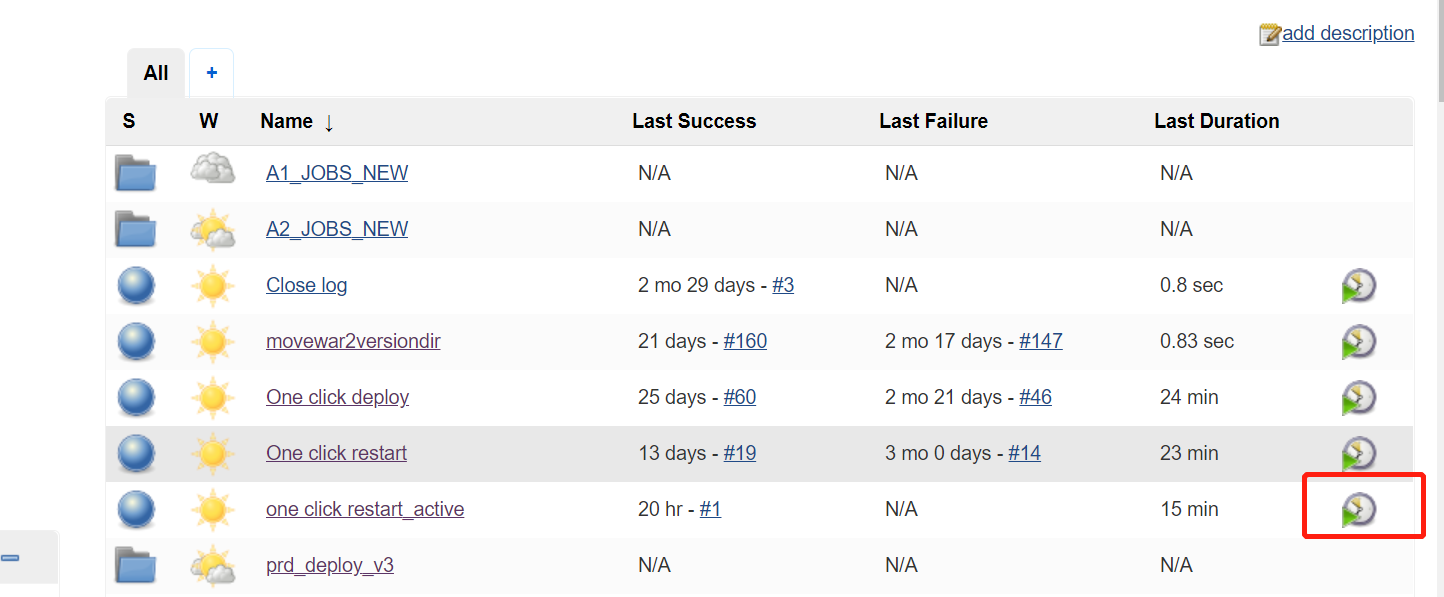 add description
All +
S W Name ↓ Last Success Last Failure Last Duration
A1_JOBS_NEW N/A N/A N/A
A2_JOBS_NEW N/A N/A N/A
Close log 2 mo 29 days - #3 N/A 0.8 sec
movewar2versiondir 21 days - #160 2 mo 17 days - #147 0.83 sec
One click deploy 25 days - #60 2 mo 21 days - #46 24 min
One click restart 13 days - #19 3 mo 0 days - #14 23 min
one click restart_active 20 hr - #1 N/A 15 min
prd_deploy_v3 N/A N/A N/A